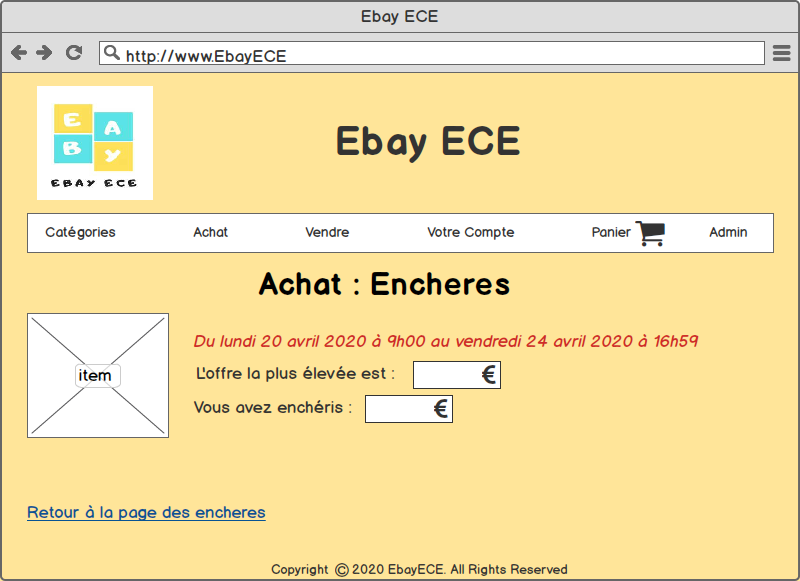 Ebay ECE
http://www.EbayECE
E A
B Y
EBAY ECE
Ebay ECE
Catégories Achat Vendre Votre Compte Panier Admin
Achat : Encheres
item
Du lundi 20 avril 2020 à 9h00 au vendredi 24 avril 2020 à 16h59
L'offre la plus élevée est : €
Vous avez enchéris : €
Retour à la page des encheres
Copyright © 2020 EbayECE. All Rights Reserved